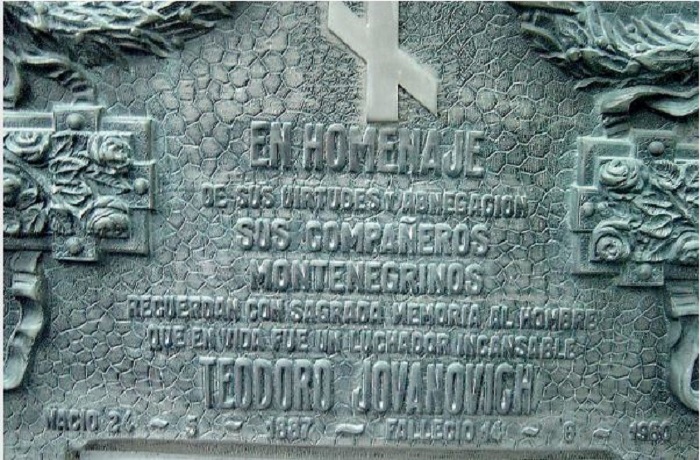 EN HOMENAJE
DE SUS VIRTUDES Y ABNEGACION
SUS COMPAÑEROS
MONTENEGRINOS
RECUERDAN CON SAGRADA MEMORIA AL HOMBRE
QUE EN VIDA FUE UN LUCHADOR INCANSABLE
TEODORO JOVANOVICH
NACIO 24 ~ 5 ~ 1887 ~ FALLECIO 14 ~ 6 ~ 1960